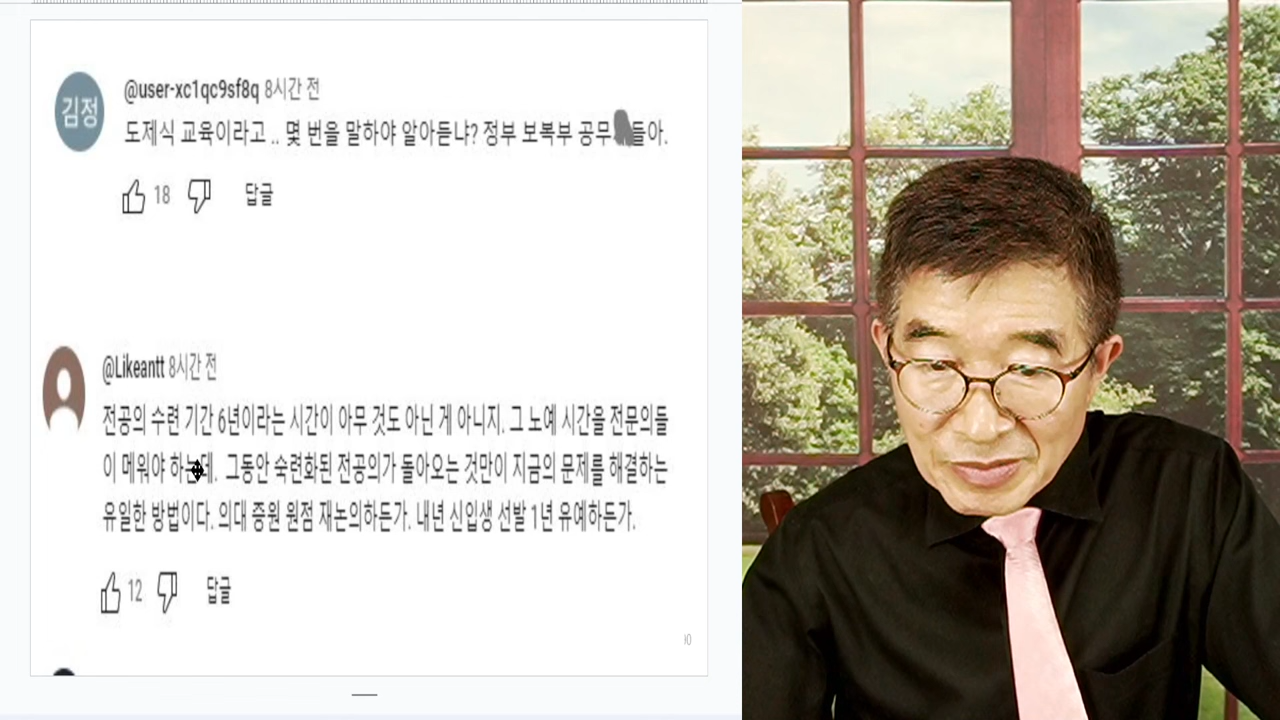 김정
@user-xc1qc9sf8q 8시간 전
도제식 교육이라고 .. 몇 번을 말하야 알아듣냐? 정부 보복부 공무 들아.
18 답글
@Likeantt 8시간 전
전공의 수련 기간 6년이라는 시간이 아무 것도 아닌 게 아니지. 그 노예 시간을 전문의들
이 메워야 하는데. 그동안 숙련화된 전공의가 돌아오는 것만이 지금의 문제를 해결하는
유일한 방법이다. 의대 증원 원점 재논의하든가. 내년 신입생 선발 1년 유예하든가.
12 답글